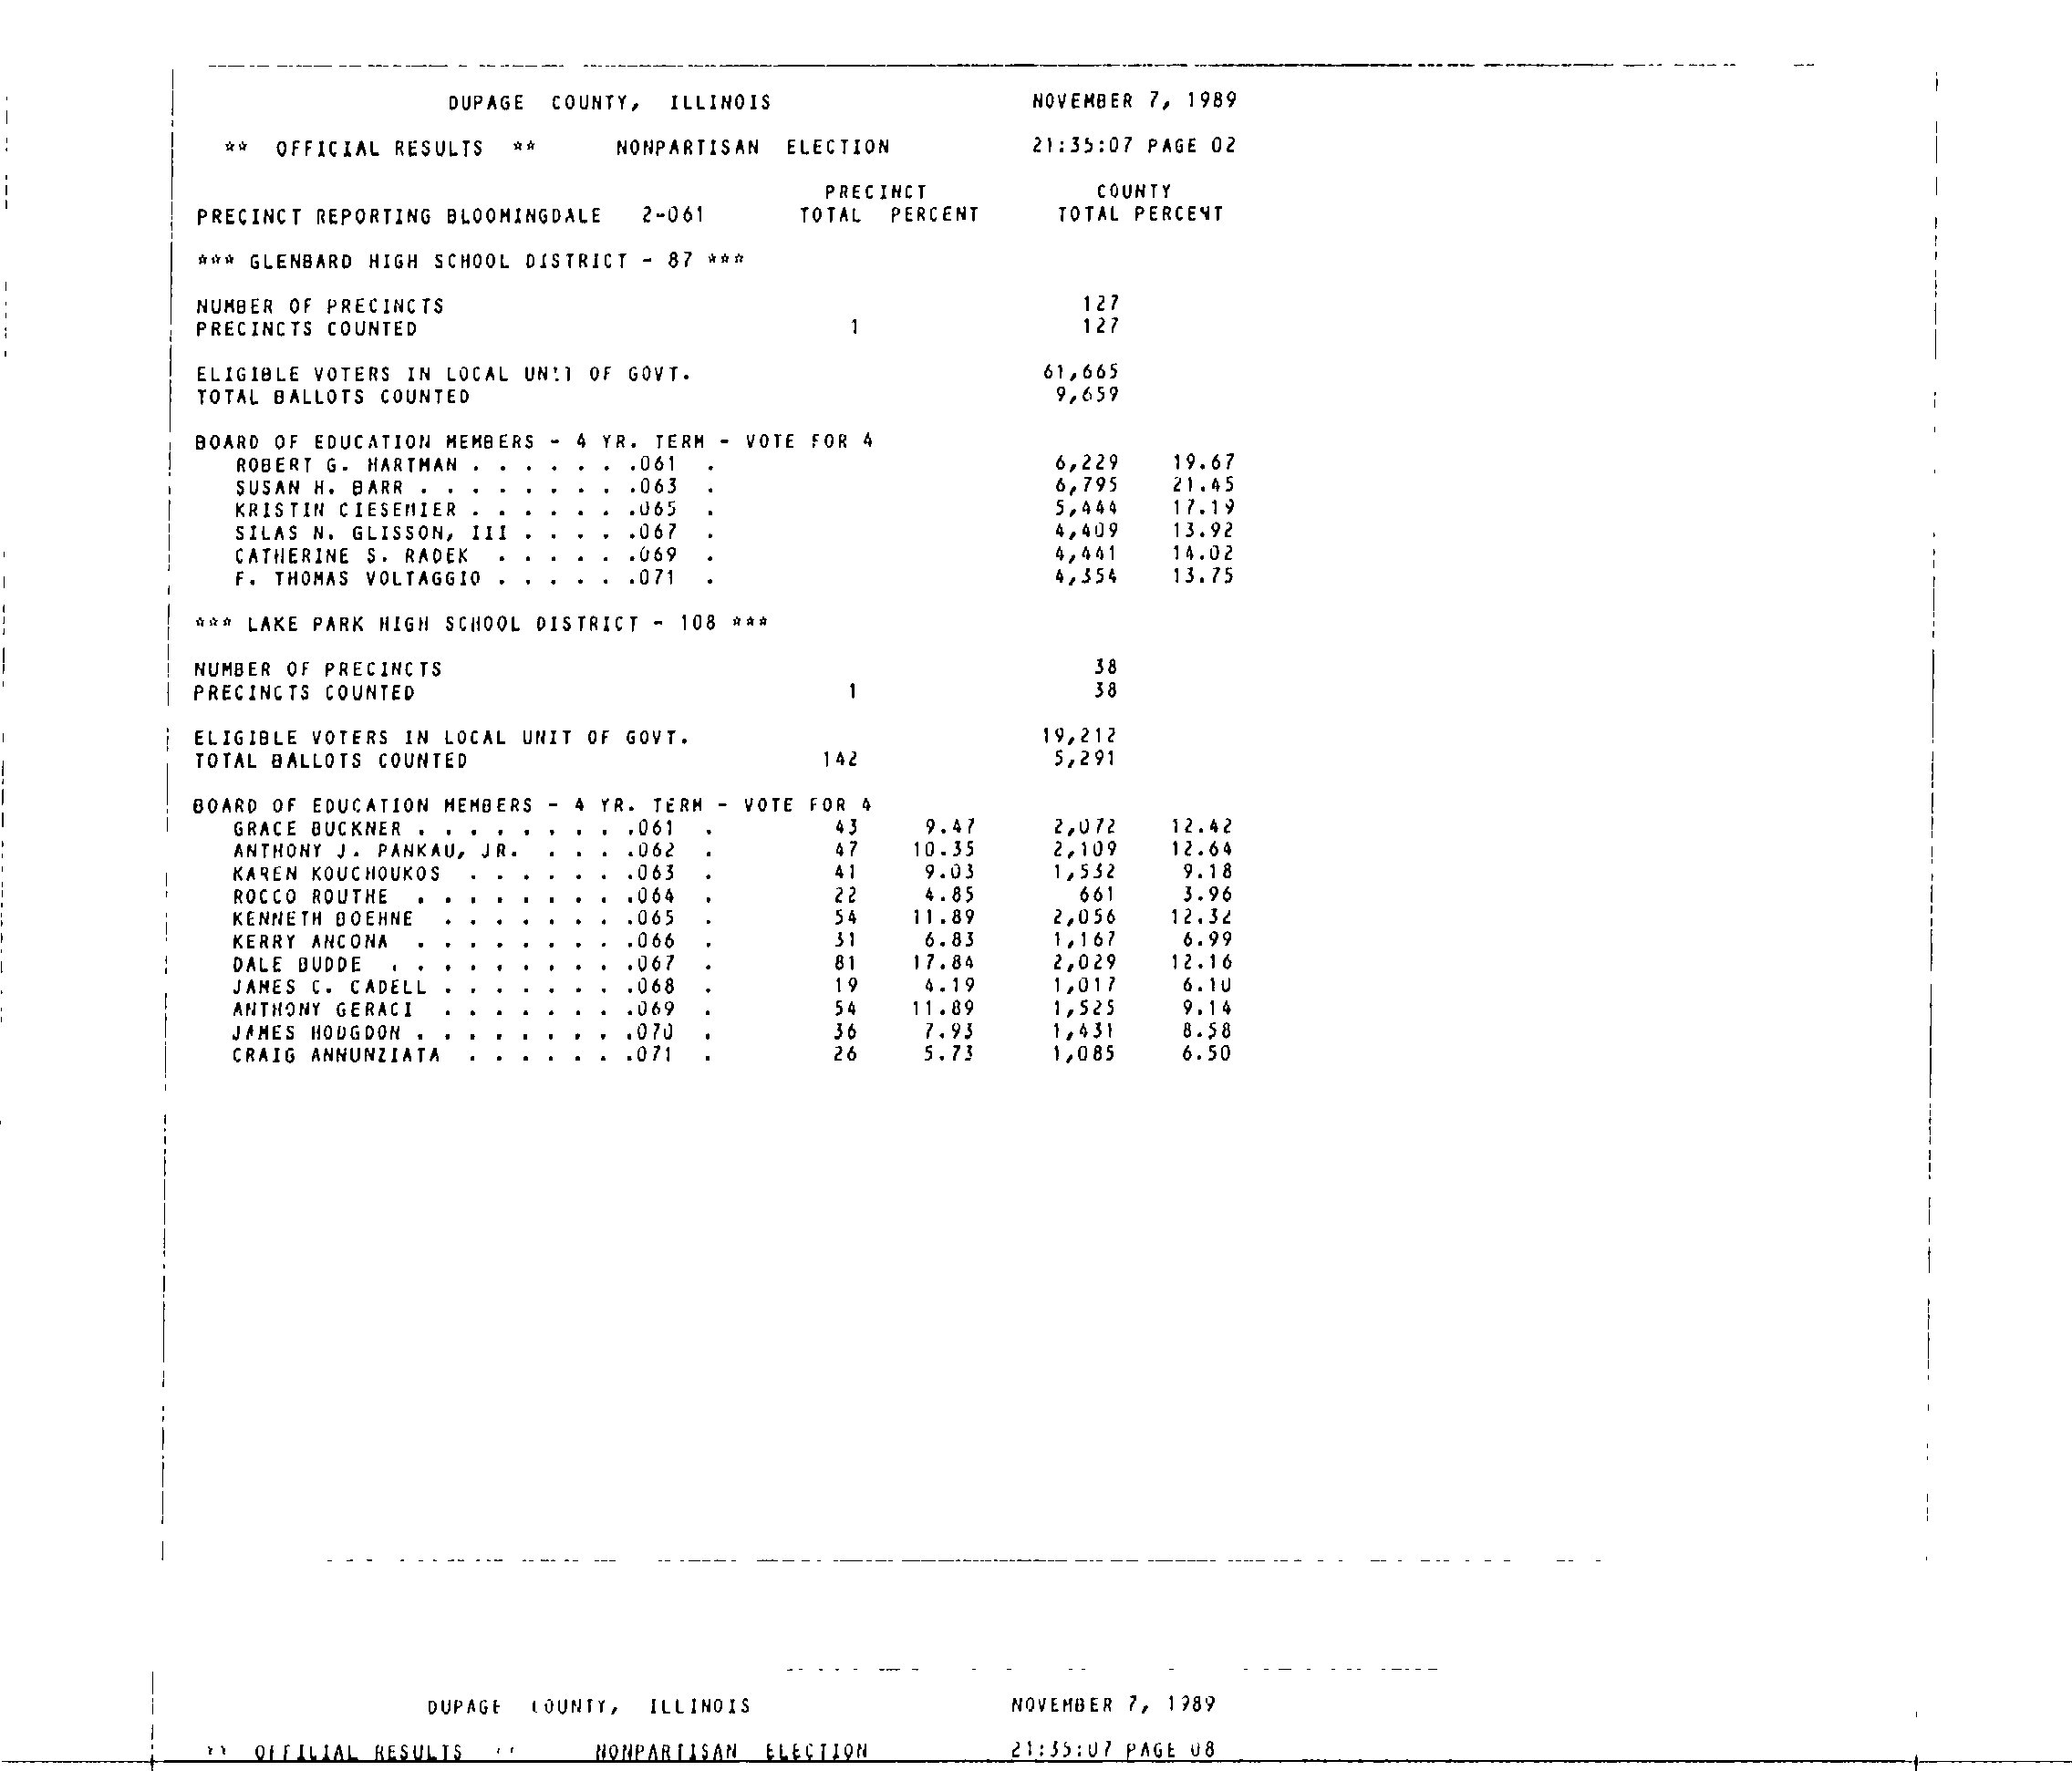 DUPAGE COUNTY, ILLINOIS NOVEMBER 7, 1989
** OFFICIAL RESULTS ** NONPARTISAN ELECTION 21:35:07 PAGE 02
PRECINCT COUNTY
PRECINCT REPORTING BLOOMINGDALE 2-061 TOTAL PERCENT TOTAL PERCENT
*** GLENBARD HIGH SCHOOL DISTRICT - 87 ***
NUMBER OF PRECINCTS 127
PRECINCTS COUNTED 1 127
ELIGIBLE VOTERS IN LOCAL UNIT OF GOVT. 61,665
TOTAL BALLOTS COUNTED 9,659
BOARD OF EDUCATION MEMBERS - 4 YR. TERM - VOTE FOR 4
ROBERT G. HARTMAN . . . . . . .061 . 6,229 19.67
SUSAN H. BARR . . . . . . . . .063 . 6,795 21.45
KRISTIN CIESEMIER . . . . . . .065 . 5,444 17.19
SILAS N. GLISSON, III . . . . .067 . 4,409 13.92
CATHERINE S. RADEK . . . . . .069 . 4,441 14.02
F. THOMAS VOLTAGGIO . . . . . .071 . 4,354 13.75
*** LAKE PARK HIGH SCHOOL DISTRICT - 108 ***
NUMBER OF PRECINCTS 38
PRECINCTS COUNTED 1 38
ELIGIBLE VOTERS IN LOCAL UNIT OF GOVT. 19,212
TOTAL BALLOTS COUNTED 142 5,291
BOARD OF EDUCATION MEMBERS - 4 YR. TERM - VOTE FOR 4
GRACE BUCKNER . . . . . . . . .061 . 43 9.47 2,072 12.42
ANTHONY J. PANKAU, JR. . . . .062 . 47 10.35 2,109 12.64
KAREN KOUCHOUKOS . . . . . . .063 . 41 9.03 1,532 9.18
ROCCO ROUTHE . . . . . . . . .064 . 22 4.85 661 3.96
KENNETH BOEHNE . . . . . . . .065 . 54 11.89 2,056 12.32
KERRY ANCONA . . . . . . . . .066 . 31 6.83 1,167 6.99
DALE BUDDE . . . . . . . . . .067 . 81 17.84 2,029 12.16
JAMES C. CADELL . . . . . . . .068 . 19 4.19 1,017 6.10
ANTHONY GERACI . . . . . . . .069 . 54 11.89 1,525 9.14
JAMES HODGDON . . . . . . . . .070 . 36 7.93 1,431 8.58
CRAIG ANNUNZIATA . . . . . . .071 . 26 5.73 1,085 6.50
DUPAGE COUNTY, ILLINOIS NOVEMBER 7, 1989
** OFFICIAL RESULTS ** NONPARTISAN ELECTION 21:35:07 PAGE 08